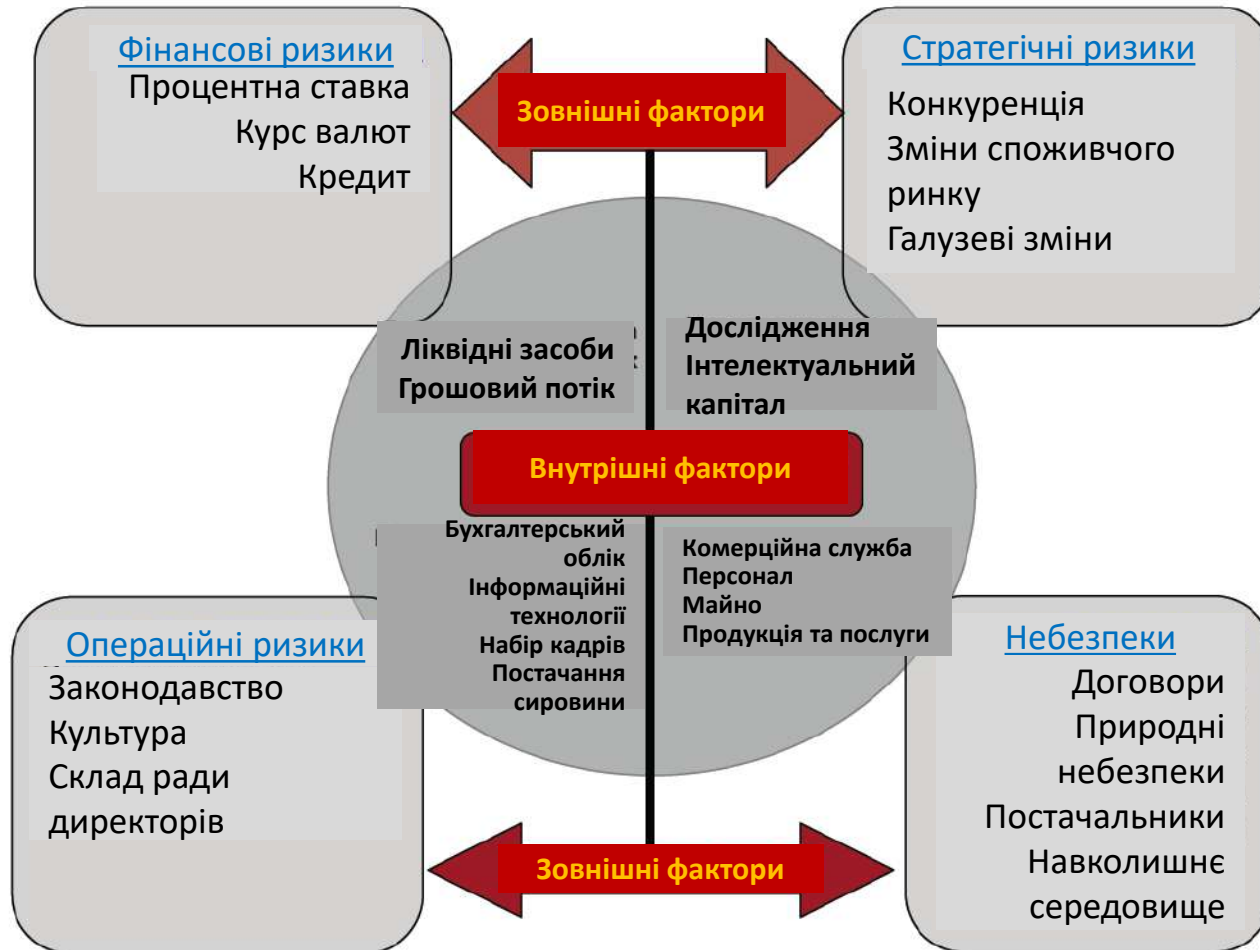 Фінансові ризики
Процентна ставка
Курс валют
Кредит
Зовнішні фактори
Стратегічні ризики
Конкуренція
Зміни споживчого
ринку
Галузеві зміни
Ліквідні засоби
Грошовий потік
Дослідження
Інтелектуальний
капітал
Внутрішні фактори
Бухгалтерський
облік
Інформаційні
технології
Набір кадрів
Постачання
сировини
Комерційна служба
Персонал
Майно
Продукція та послуги
Операційні ризики
Законодавство
Культура
Склад ради
директорів
Небезпеки
Договори
Природні
небезпеки
Постачальники
Навколишнє
середовище
Зовнішні фактори